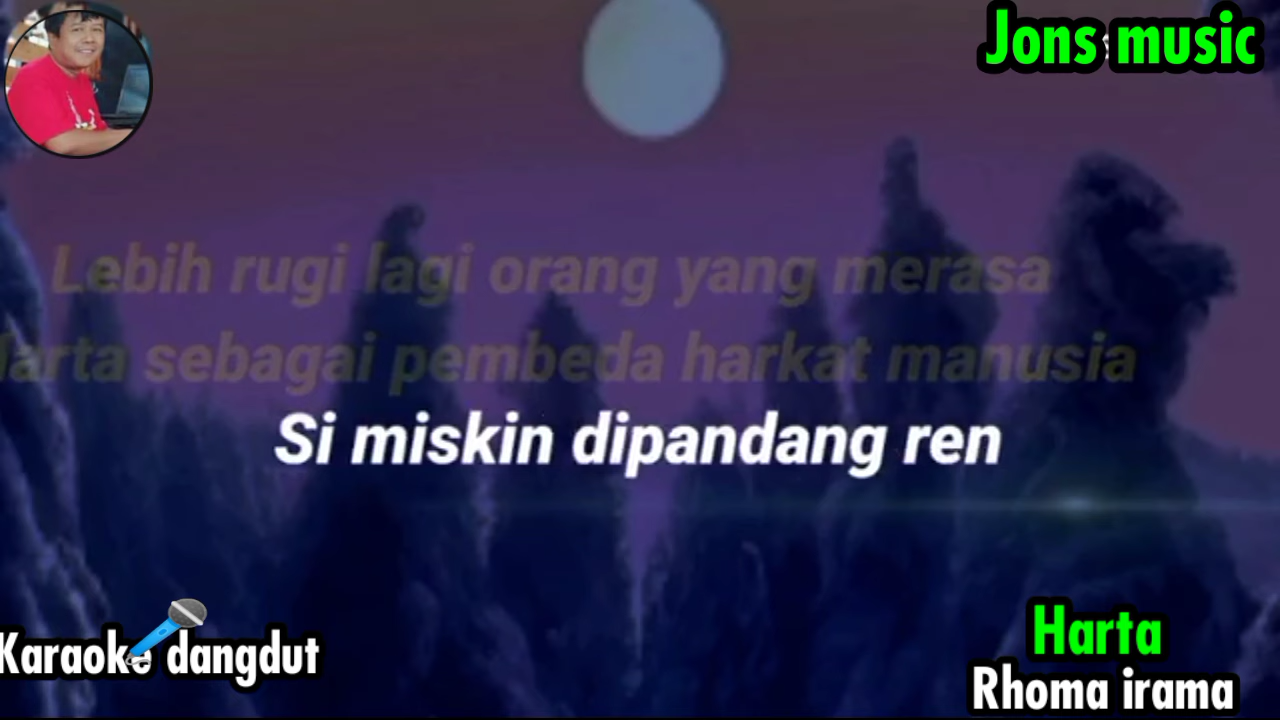 Jons music
Lebih rugi lagi orang yang merasa
Harta sebagai pembeda harkat manusia
Si miskin dipandang ren
Karaoke dangdut
Harta
Rhoma irama